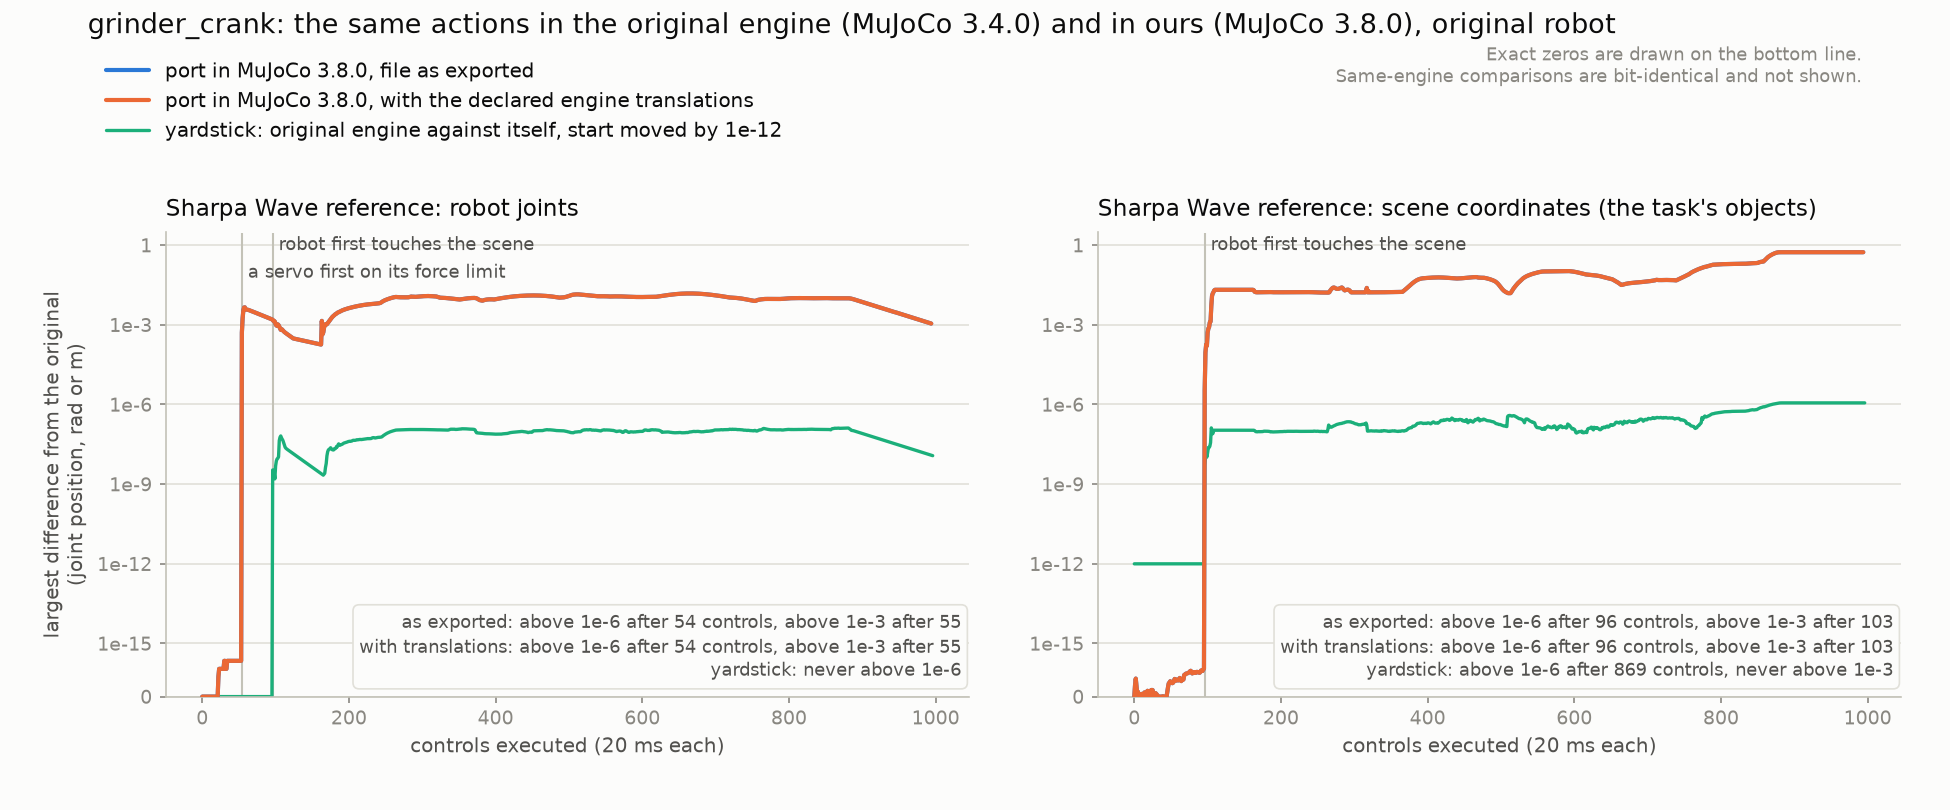 grinder_crank: the same actions in the original engine (MuJoCo 3.4.0) and in ours (MuJoCo 3.8.0), original robot
Exact zeros are drawn on the bottom line.
Same-engine comparisons are bit-identical and not shown.
port in MuJoCo 3.8.0, file as exported
port in MuJoCo 3.8.0, with the declared engine translations
yardstick: original engine against itself, start moved by 1e-12
Sharpa Wave reference: robot joints
robot first touches the scene
a servo first on its force limit
largest difference from the original
(joint position, rad or m)
1
1e-3
1e-6
1e-9
1e-12
1e-15
0
as exported: above 1e-6 after 54 controls, above 1e-3 after 55
with translations: above 1e-6 after 54 controls, above 1e-3 after 55
yardstick: never above 1e-6
0 200 400 600 800 1000
controls executed (20 ms each)
Sharpa Wave reference: scene coordinates (the task's objects)
robot first touches the scene
1
1e-3
1e-6
1e-9
1e-12
1e-15
0
as exported: above 1e-6 after 96 controls, above 1e-3 after 103
with translations: above 1e-6 after 96 controls, above 1e-3 after 103
yardstick: above 1e-6 after 869 controls, never above 1e-3
0 200 400 600 800 1000
controls executed (20 ms each)